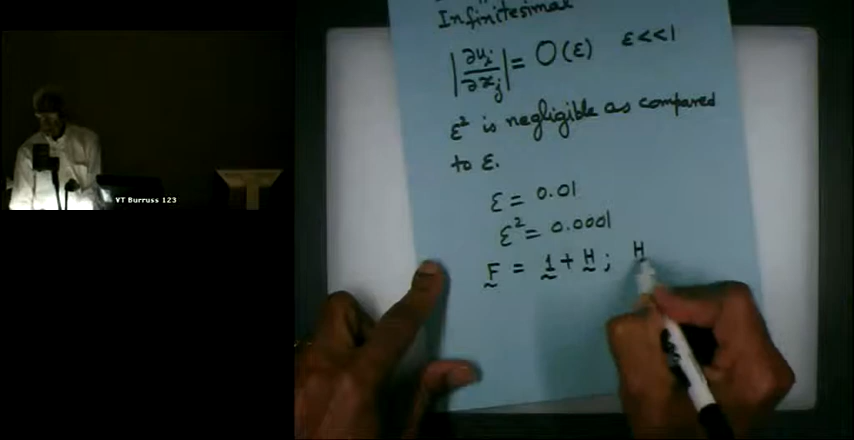 Infinitesimal
|∂u_i/∂x_j| = O(ε)   ε<<1
ε² is negligible as compared
to ε.
ε = 0.01
ε² = 0.0001
F = 1 + H ; H
VT Burruss 123